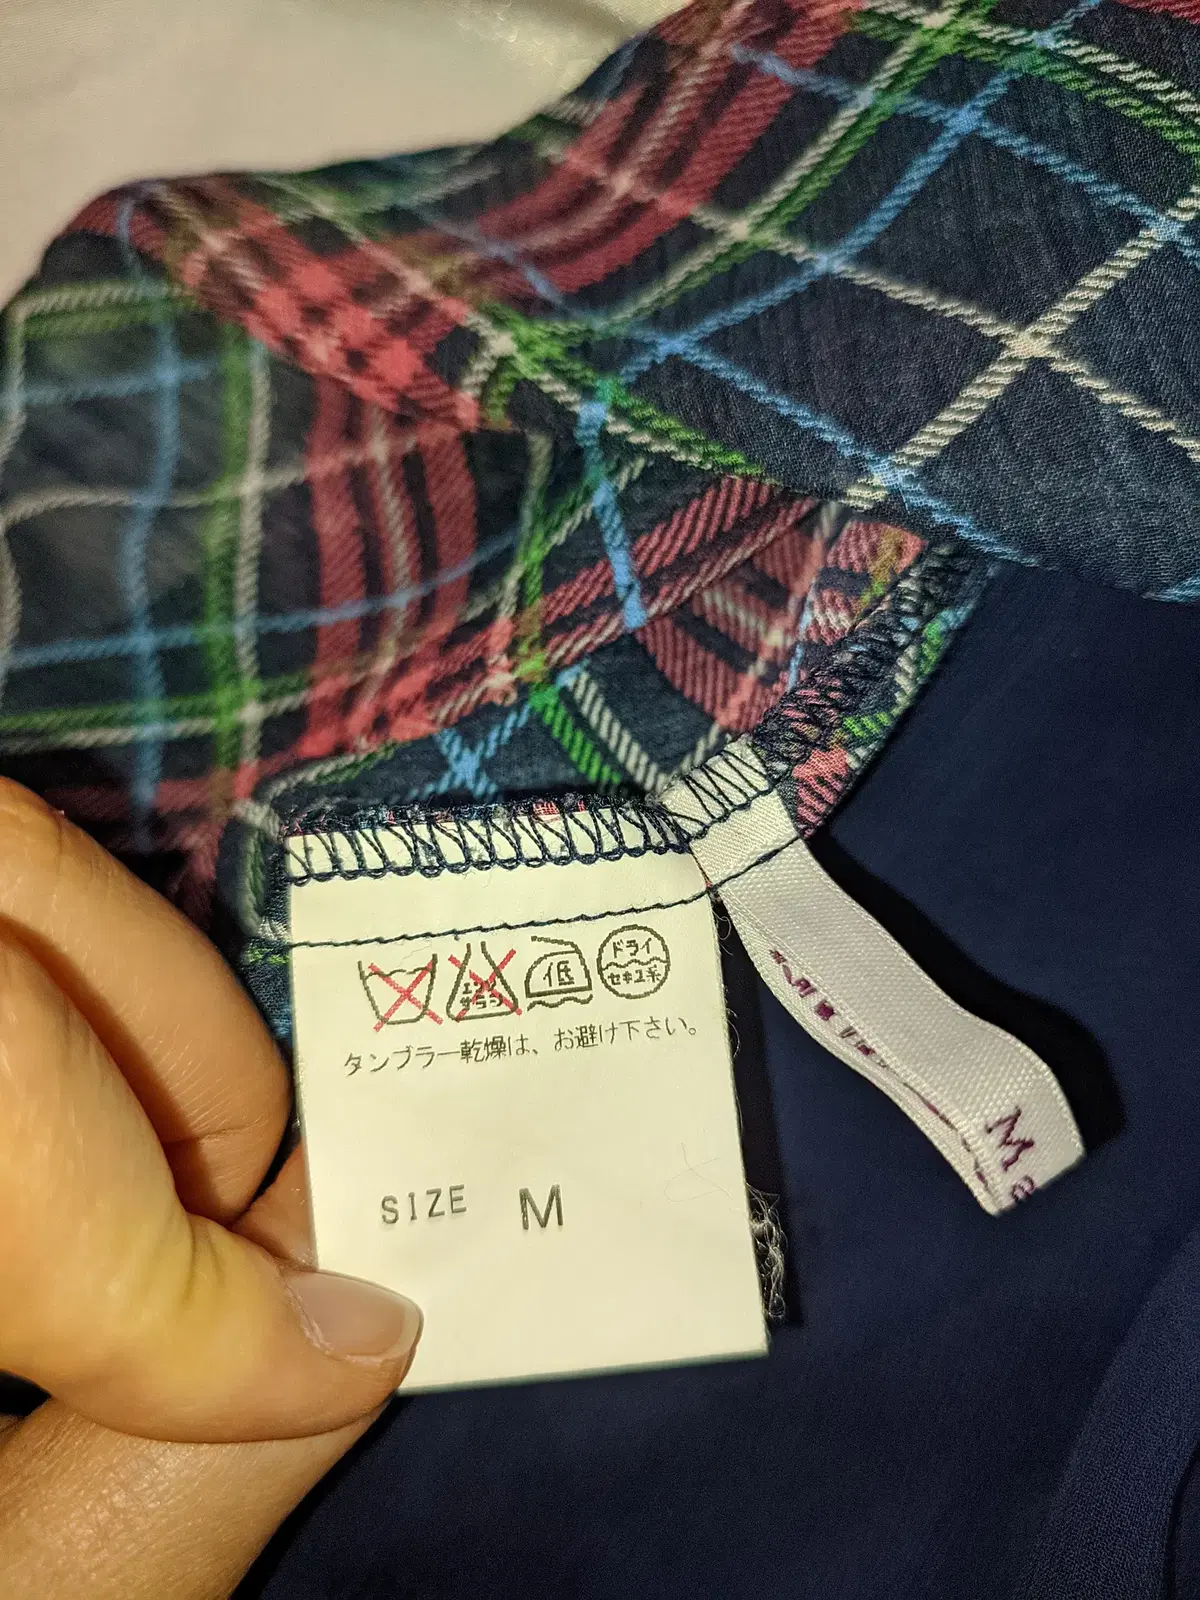 エンソ
サラシ
低
ドライ
セキユ系
タンブラー乾燥は、お避け下さい。
SIZE M